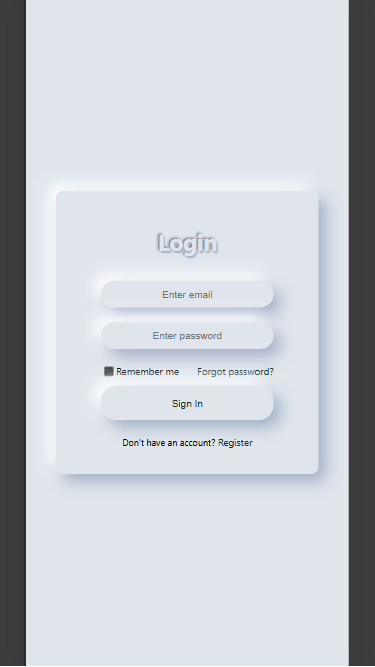 Login
Enter email
Enter password
Remember me Forgot password?
Sign In
Don't have an account? Register